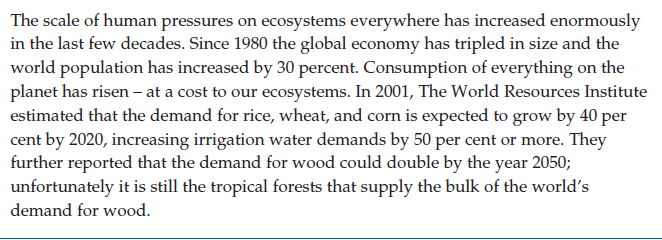 The scale of human pressures on ecosystems everywhere has increased enormously
in the last few decades. Since 1980 the global economy has tripled in size and the
world population has increased by 30 percent. Consumption of everything on the
planet has risen – at a cost to our ecosystems. In 2001, The World Resources Institute
estimated that the demand for rice, wheat, and corn is expected to grow by 40 per
cent by 2020, increasing irrigation water demands by 50 per cent or more. They
further reported that the demand for wood could double by the year 2050;
unfortunately it is still the tropical forests that supply the bulk of the world’s
demand for wood.